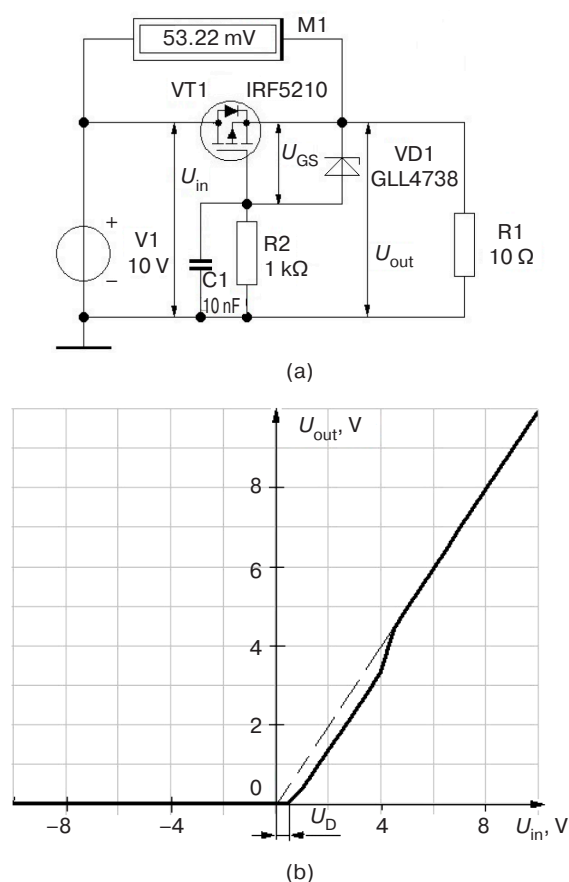 M1
53.22 mV
VT1 IRF5210
U_in
U_GS
VD1
GLL4738
+
V1
10 V
−
R2
1 kΩ
C1
10 nF
U_out
R1
10 Ω
(a)
U_out, V
8
6
4
2
0
−8 −4 U_D 4 8 U_in, V
(b)